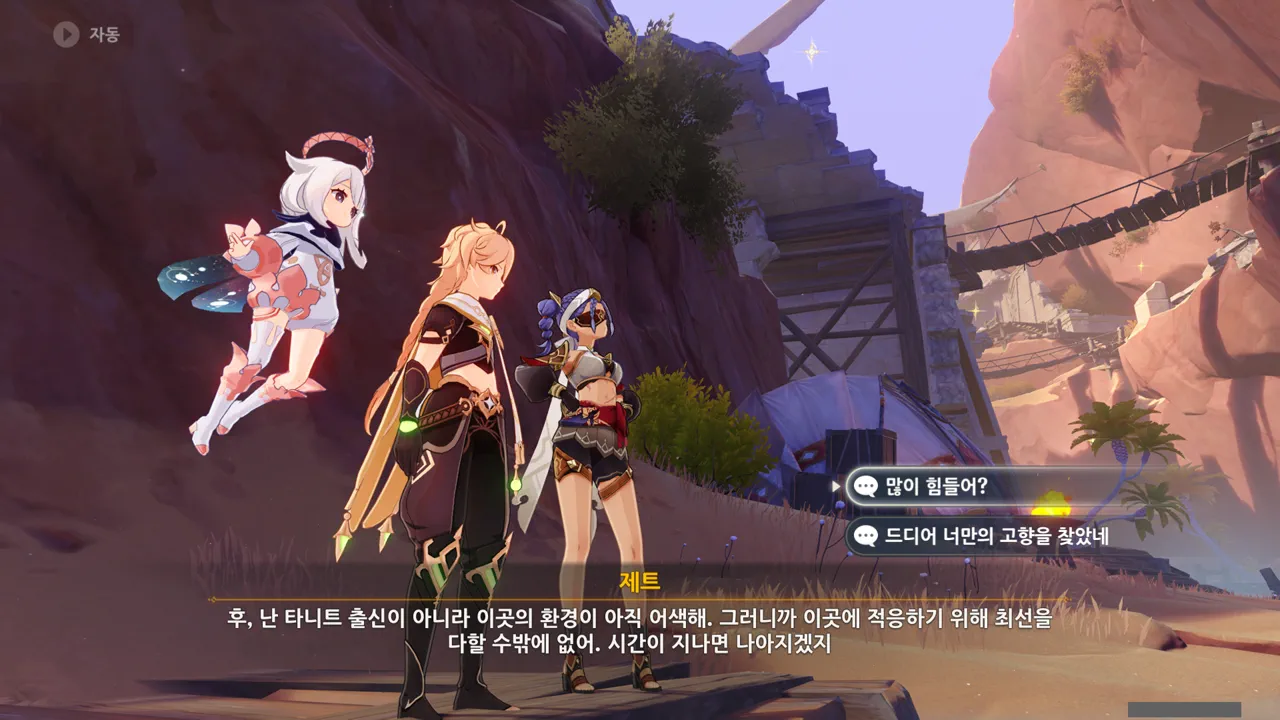 자동
많이 힘들어?
드디어 너만의 고향을 찾았네
제트
후, 난 타니트 출신이 아니라 이곳의 환경이 아직 어색해. 그러니까 이곳에 적응하기 위해 최선을
다할 수밖에 없어. 시간이 지나면 나아지겠지